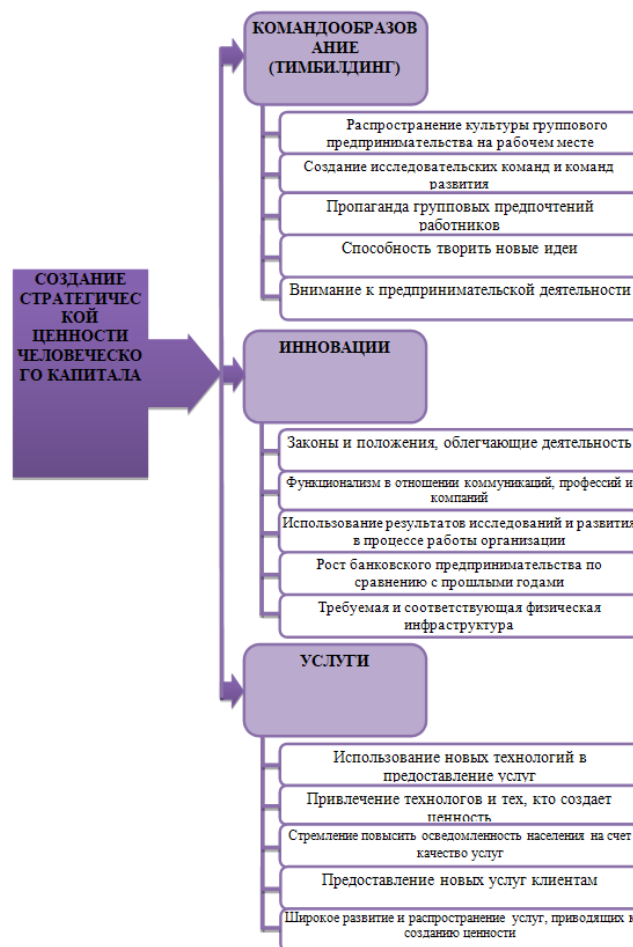 СОЗДАНИЕ
СТРАТЕГИЧЕС
КОЙ
ЦЕННОСТИ
ЧЕЛОВЕЧЕСКО
ГО КАПИТАЛА
КОМАНДООБРАЗОВ
АНИЕ
(ТИМБИЛДИНГ)
Распространение культуры группового
предпринимательства на рабочем месте
Создание исследовательских команд и команд
развития
Пропаганда групповых предпочтений
работников
Способность творить новые идеи
Внимание к предпринимательской деятельности
ИННОВАЦИИ
Законы и положения, облегчающие деятельность
Функционализм в отношении коммуникаций, профессий и
компаний
Использование результатов исследований и развития
в процессе работы организации
Рост банковского предпринимательства по
сравнению с прошлыми годами
Требуемая и соответствующая физическая
инфраструктура
УСЛУГИ
Использование новых технологий в
предоставление услуг
Привлечение технологов и тех, кто создает
ценность
Стремление повысить осведомленность населения на счет
качество услуг
Предоставление новых услуг клиентам
Широкое развитие и распространение услуг, приводящих к
созданию ценности